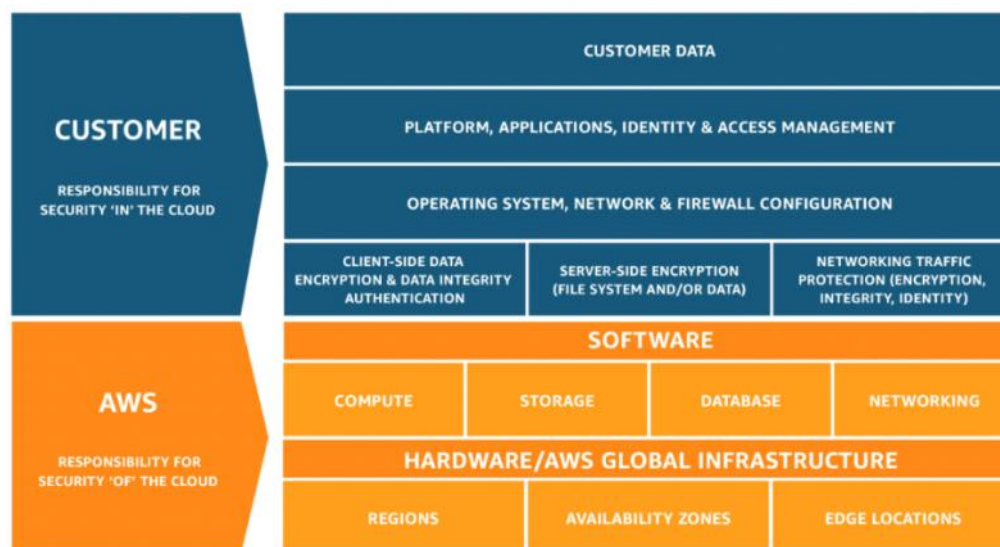 CUSTOMER DATA
CUSTOMER
PLATFORM, APPLICATIONS, IDENTITY & ACCESS MANAGEMENT
RESPONSIBILITY FOR
SECURITY 'IN' THE CLOUD
OPERATING SYSTEM, NETWORK & FIREWALL CONFIGURATION
CLIENT-SIDE DATA
ENCRYPTION & DATA INTEGRITY
AUTHENTICATION
SERVER-SIDE ENCRYPTION
(FILE SYSTEM AND/OR DATA)
NETWORKING TRAFFIC
PROTECTION (ENCRYPTION,
INTEGRITY, IDENTITY)
SOFTWARE
AWS
COMPUTE
STORAGE
DATABASE
NETWORKING
RESPONSIBILITY FOR
SECURITY 'OF' THE CLOUD
HARDWARE/AWS GLOBAL INFRASTRUCTURE
REGIONS
AVAILABILITY ZONES
EDGE LOCATIONS